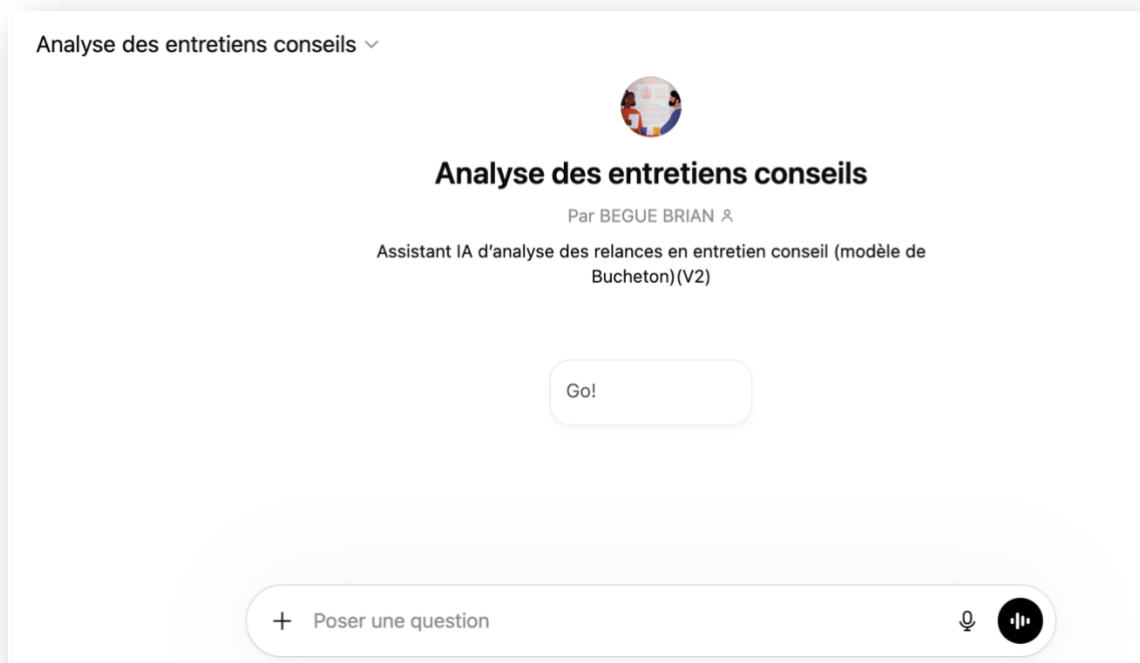 Analyse des entretiens conseils
Analyse des entretiens conseils
Par BEGUE BRIAN
Assistant IA d'analyse des relances en entretien conseil (modèle de
Bucheton)(V2)
Go!
Poser une question